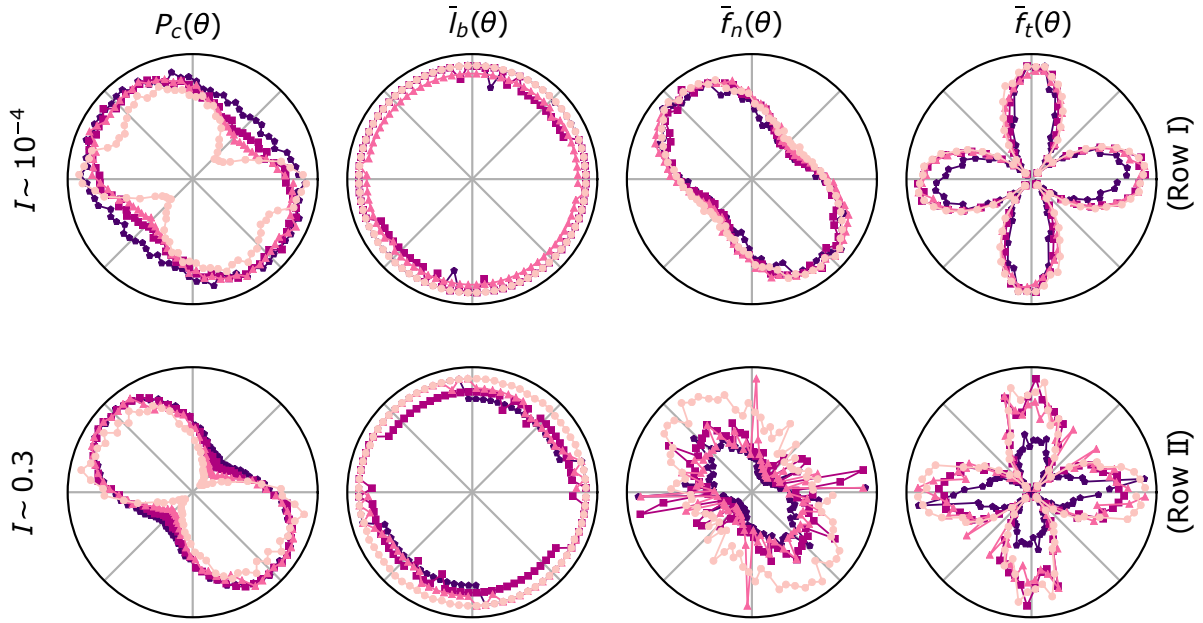 P_c(θ)
l̄_b(θ)
f̄_n(θ)
f̄_t(θ)
I ~ 10⁻⁴
(Row I)
I ~ 0.3
(Row II)